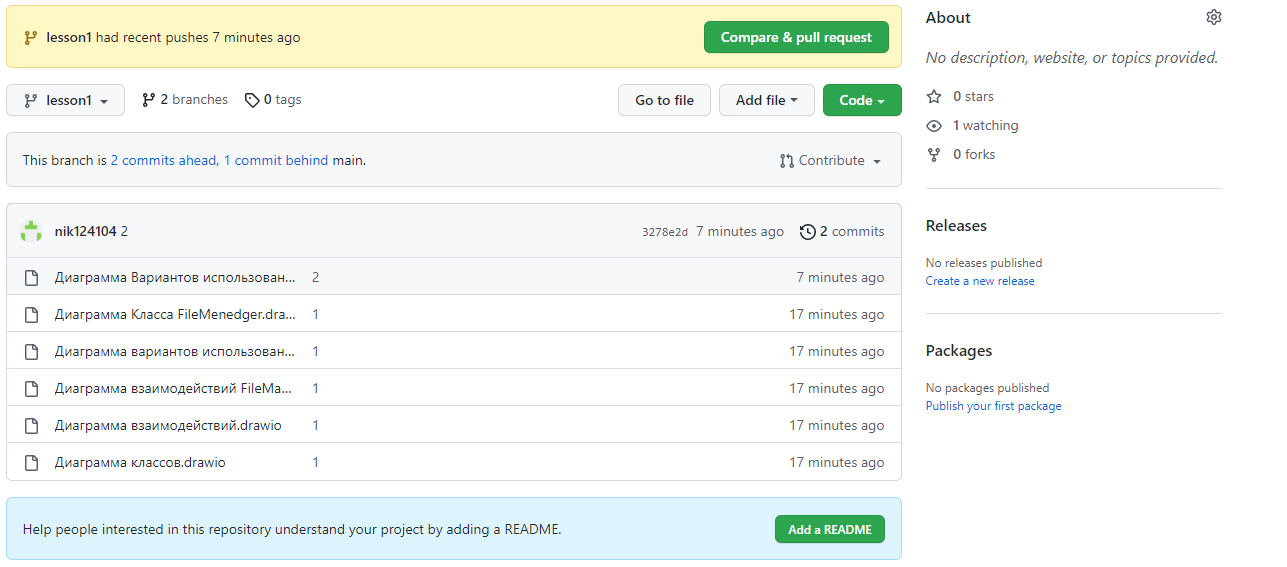 lesson1 had recent pushes 7 minutes ago
Compare & pull request
lesson1
2 branches
0 tags
Go to file
Add file
Code
This branch is 2 commits ahead, 1 commit behind main.
Contribute
nik124104 2
3278e2d 7 minutes ago
2 commits
Диаграмма Вариантов использован... 2 7 minutes ago
Диаграмма Класса FileMenedger.dra... 1 17 minutes ago
Диаграмма вариантов использован... 1 17 minutes ago
Диаграмма взаимодействий FileMa... 1 17 minutes ago
Диаграмма взаимодействий.drawio 1 17 minutes ago
Диаграмма классов.drawio 1 17 minutes ago
Help people interested in this repository understand your project by adding a README.
Add a README
About
No description, website, or topics provided.
0 stars
1 watching
0 forks
Releases
No releases published
Create a new release
Packages
No packages published
Publish your first package